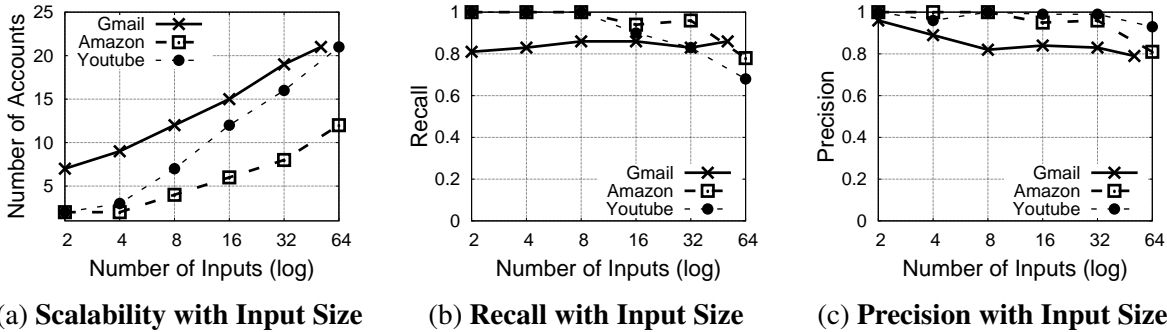 25
20
15
10
5
2
4
8
16
32
64
Number of Accounts
Number of Inputs (log)
Gmail
Amazon
Youtube
(a) Scalability with Input Size
1
0.8
0.6
0.4
0.2
0
2
4
8
16
32
64
Recall
Number of Inputs (log)
Gmail
Amazon
Youtube
(b) Recall with Input Size
1
0.8
0.6
0.4
0.2
0
2
4
8
16
32
64
Precision
Number of Inputs (log)
Gmail
Amazon
Youtube
(c) Precision with Input Size